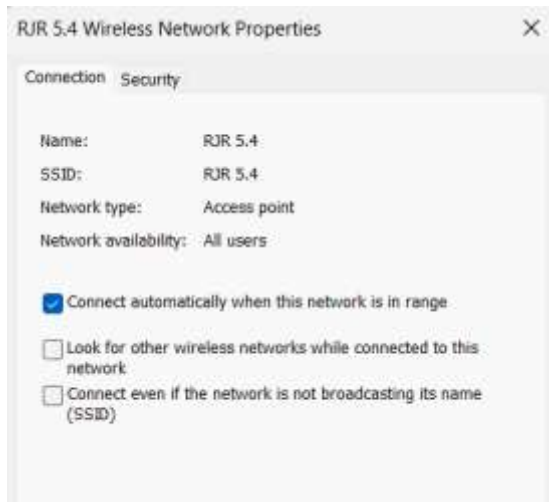 RJR 5.4 Wireless Network Properties
Connection Security
Name: RJR 5.4
SSID: RJR 5.4
Network type: Access point
Network availability: All users
Connect automatically when this network is in range
Look for other wireless networks while connected to this
network
Connect even if the network is not broadcasting its name
(SSID)